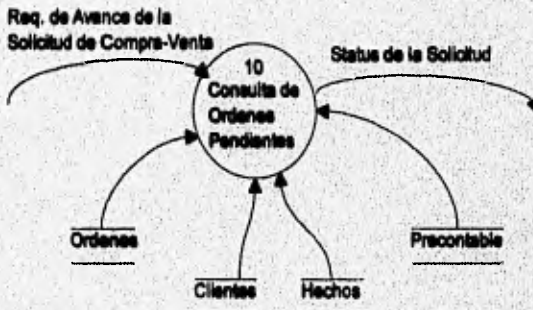 Req. de Avance de la
Solicitud de Compra-Venta
Status de la Solicitud
10
Consulta de
Ordenes
Pendientes
Ordenes
Precontable
Clientes
Hechos